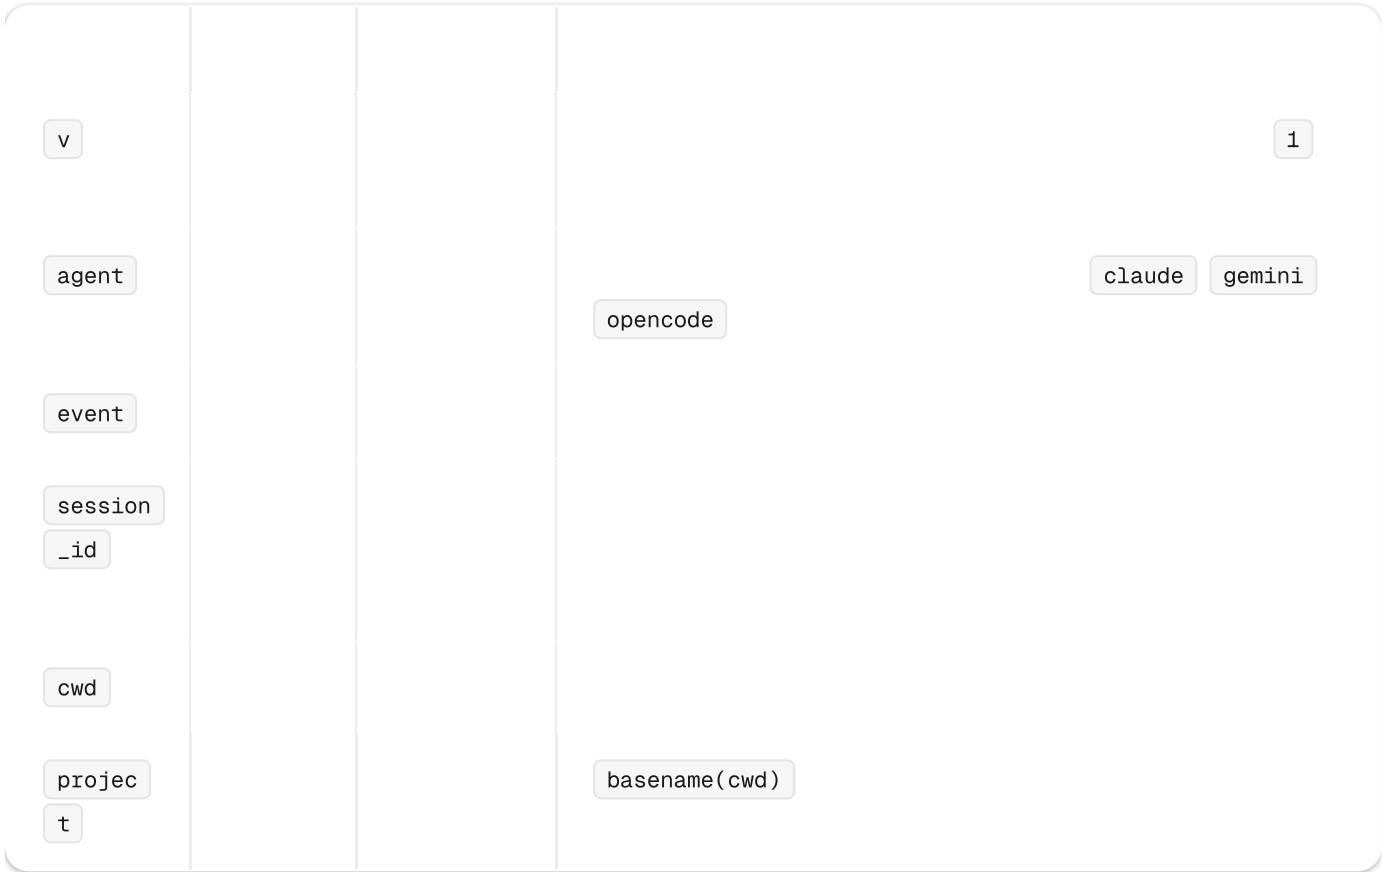 v 1
agent claude gemini
opencode
event
session
_id
cwd
projec basename(cwd)
t